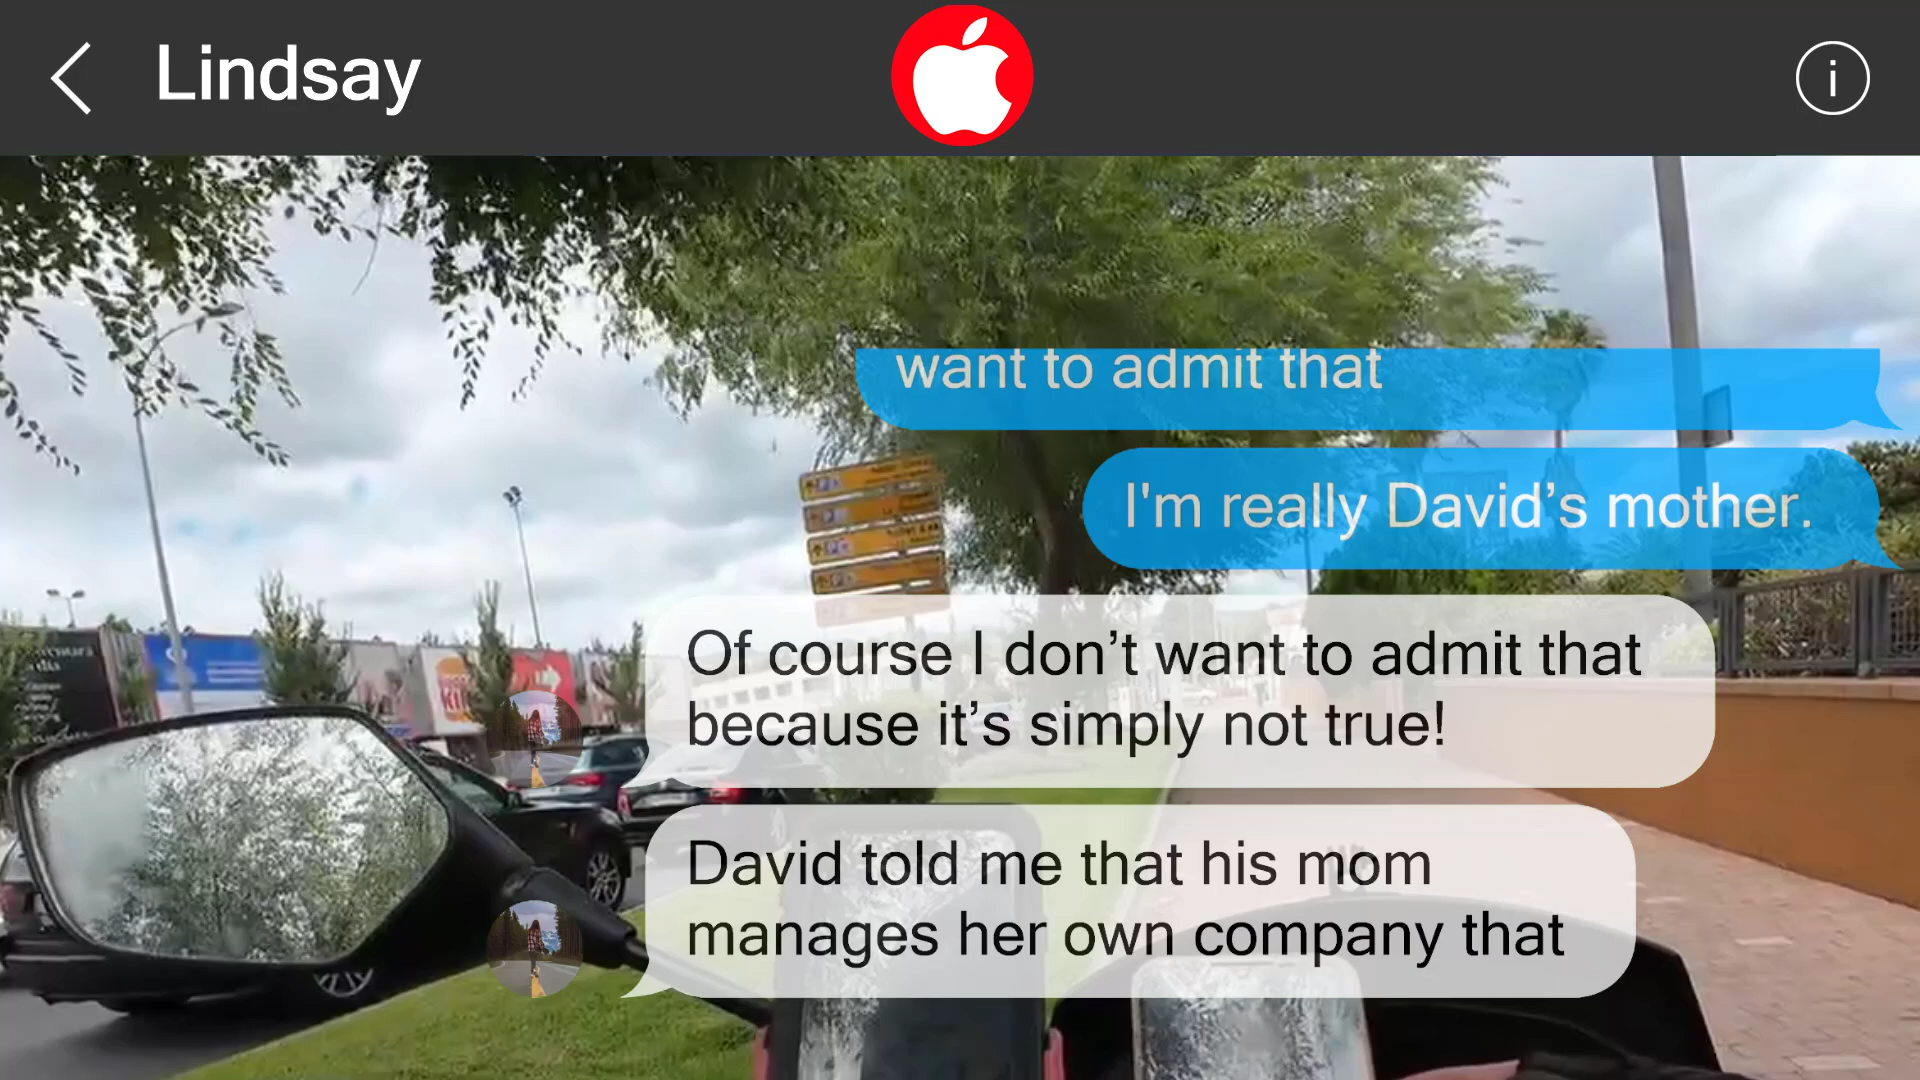 Lindsay
want to admit that
I'm really David’s mother.
Of course I don’t want to admit that
because it’s simply not true!
David told me that his mom
manages her own company that